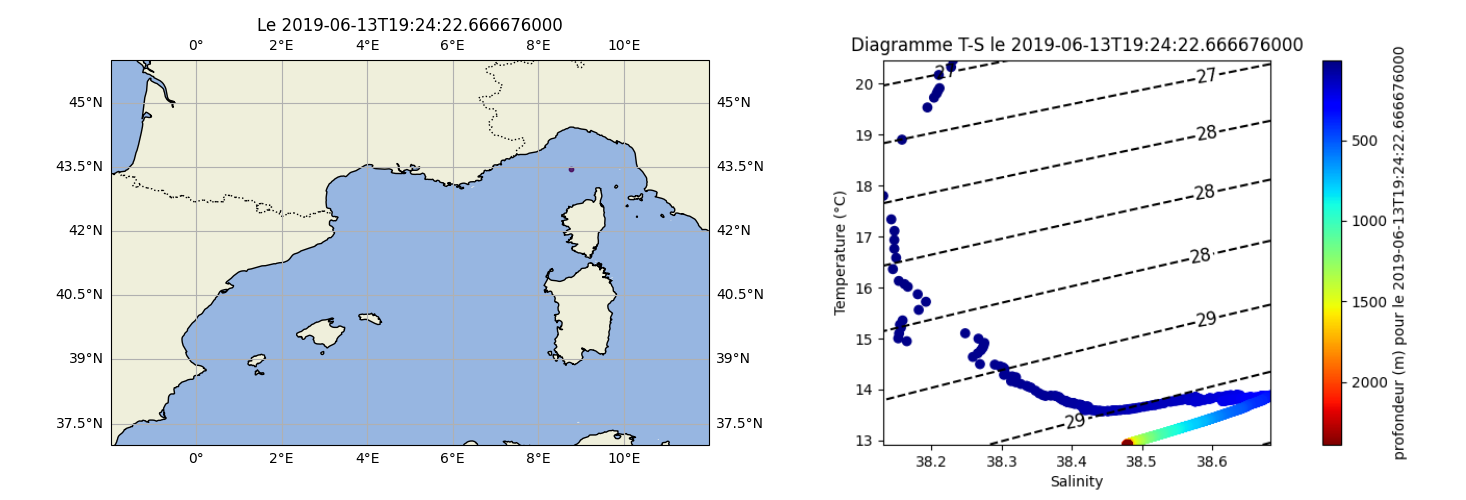 Le 2019-06-13T19:24:22.666676000
0° 2°E 4°E 6°E 8°E 10°E
45°N 45°N
43.5°N 43.5°N
42°N 42°N
40.5°N 40.5°N
39°N 39°N
37.5°N 37.5°N
0° 2°E 4°E 6°E 8°E 10°E
Diagramme T-S le 2019-06-13T19:24:22.666676000
Temperature (°C)
20
19
18
17
16
15
14
13
27
27
28
28
28
29
29
38.2 38.3 38.4 38.5 38.6
Salinity
500
1000
1500
2000
profondeur (m) pour le 2019-06-13T19:24:22.666676000